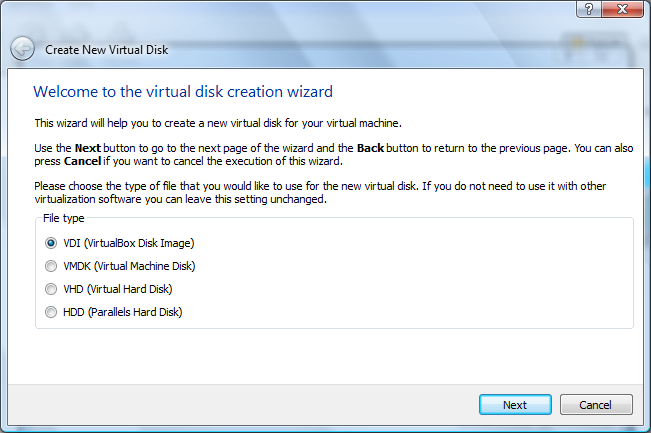 Create New Virtual Disk
Welcome to the virtual disk creation wizard
This wizard will help you to create a new virtual disk for your virtual machine.
Use the Next button to go to the next page of the wizard and the Back button to return to the previous page. You can also
press Cancel if you want to cancel the execution of this wizard.
Please choose the type of file that you would like to use for the new virtual disk. If you do not need to use it with other
virtualization software you can leave this setting unchanged.
File type
VDI (VirtualBox Disk Image)
VMDK (Virtual Machine Disk)
VHD (Virtual Hard Disk)
HDD (Parallels Hard Disk)
Next Cancel